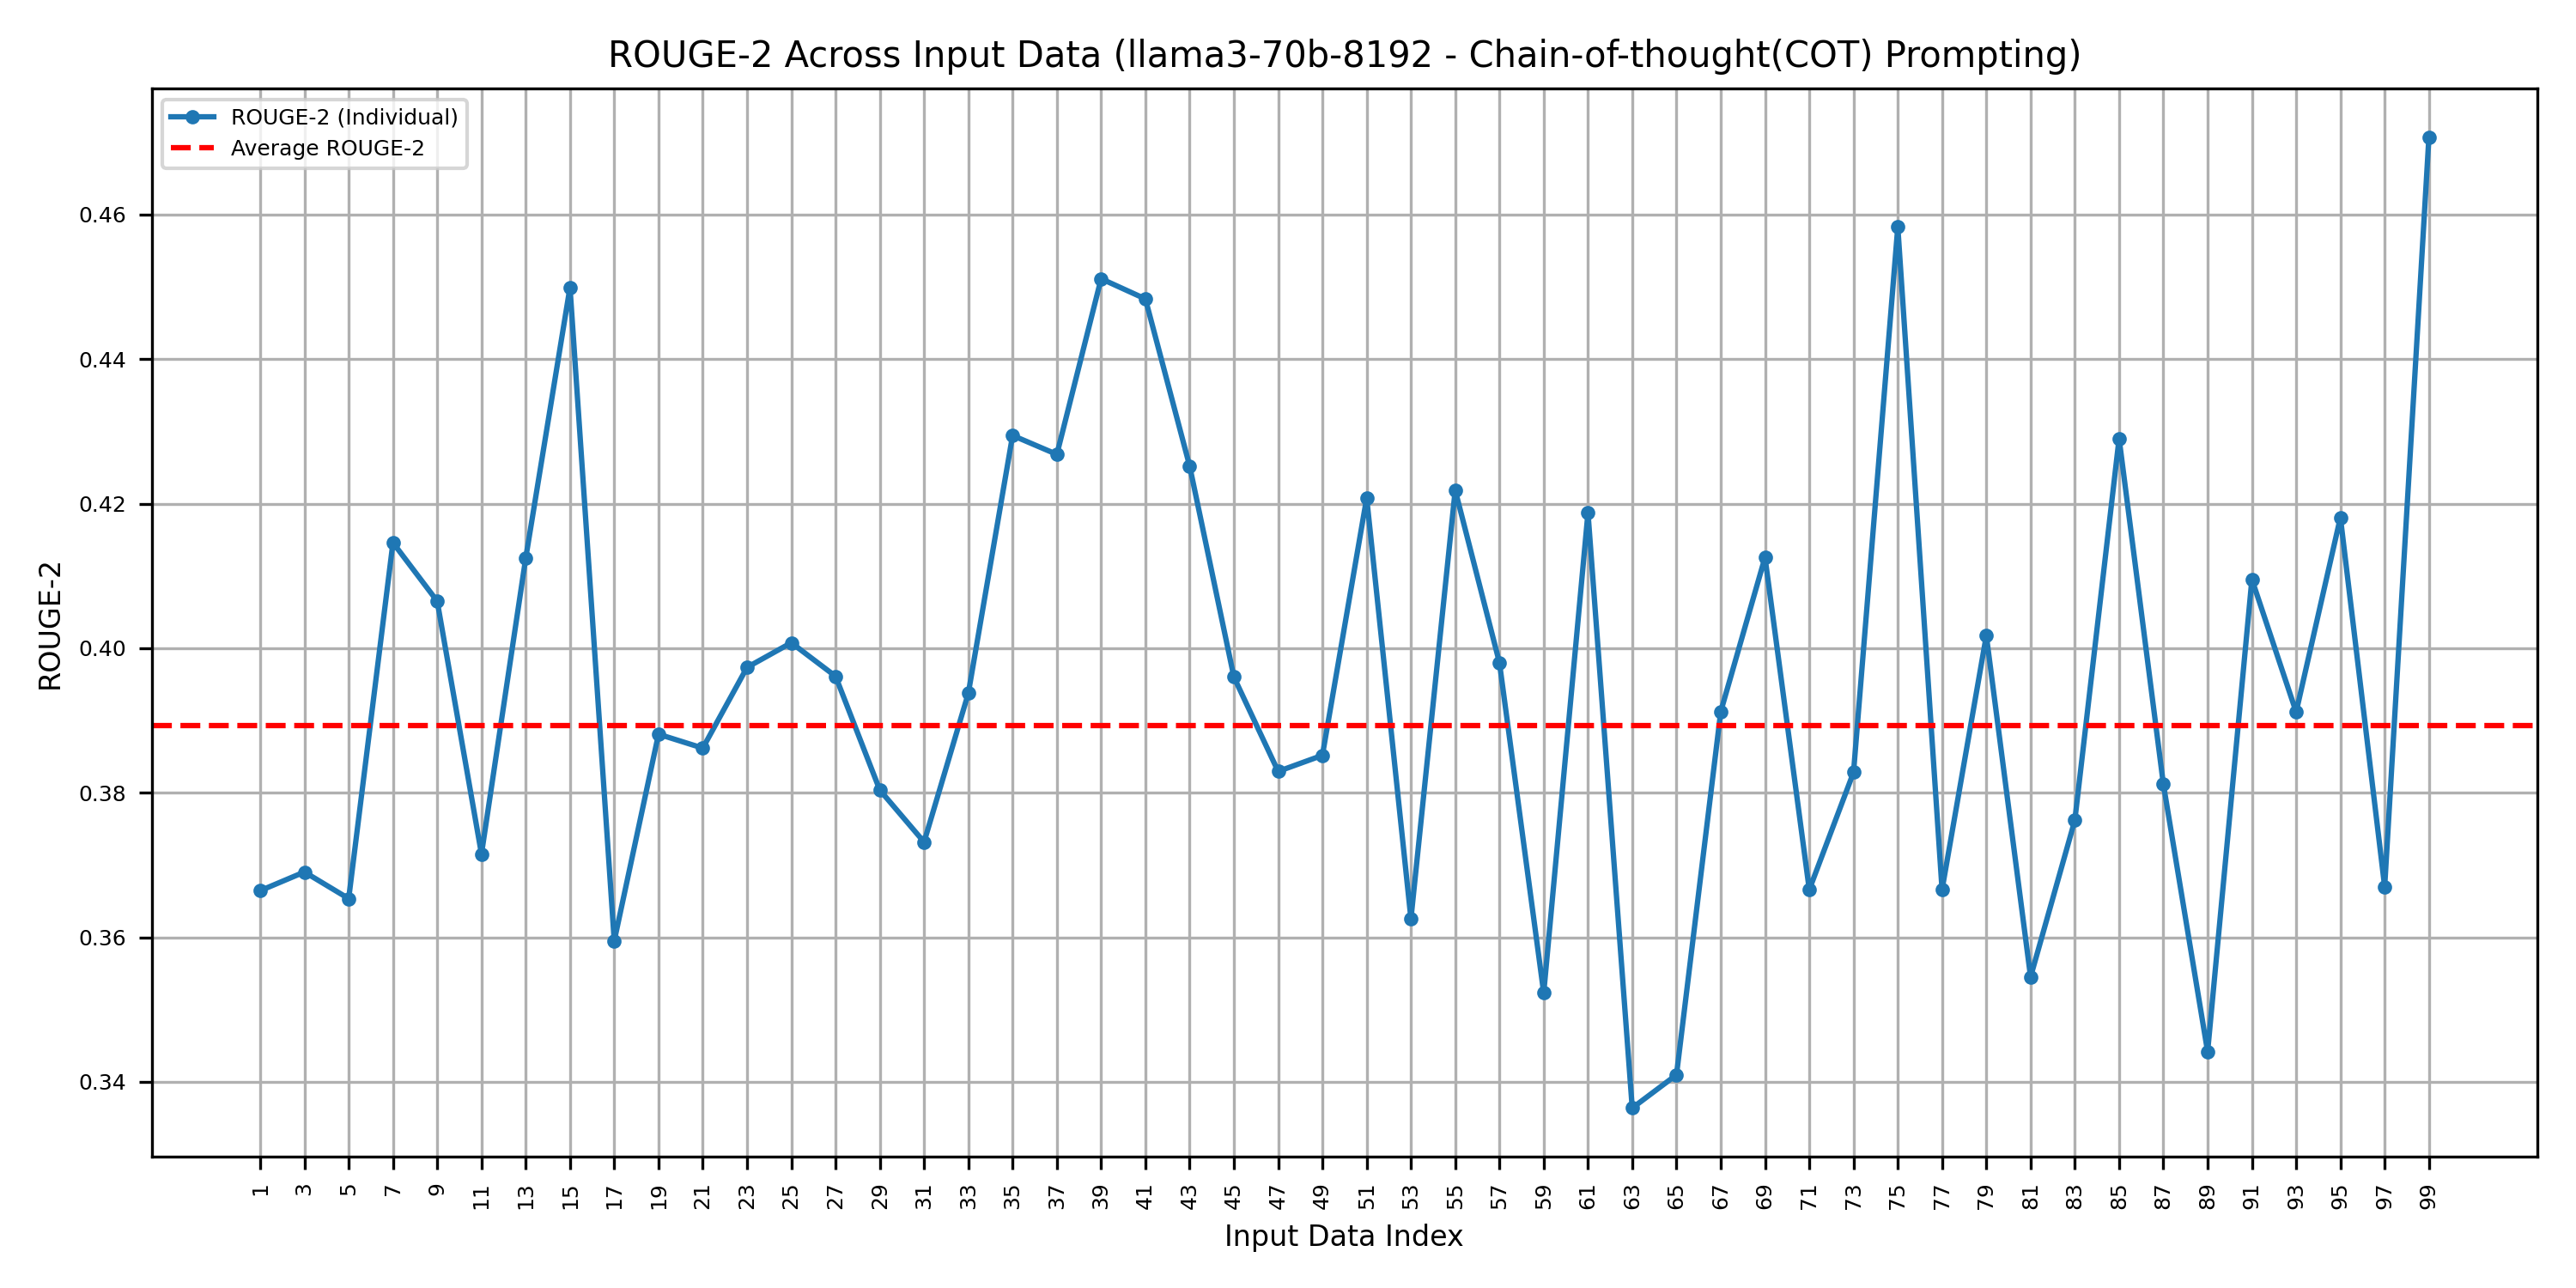 ROUGE-2 Across Input Data (llama3-70b-8192 - Chain-of-thought(COT) Prompting)
ROUGE-2 (Individual)
Average ROUGE-2
ROUGE-2
0.46
0.44
0.42
0.40
0.38
0.36
0.34
1 3 5 7 9 11 13 15 17 19 21 23 25 27 29 31 33 35 37 39 41 43 45 47 49 51 53 55 57 59 61 63 65 67 69 71 73 75 77 79 81 83 85 87 89 91 93 95 97 99
Input Data Index